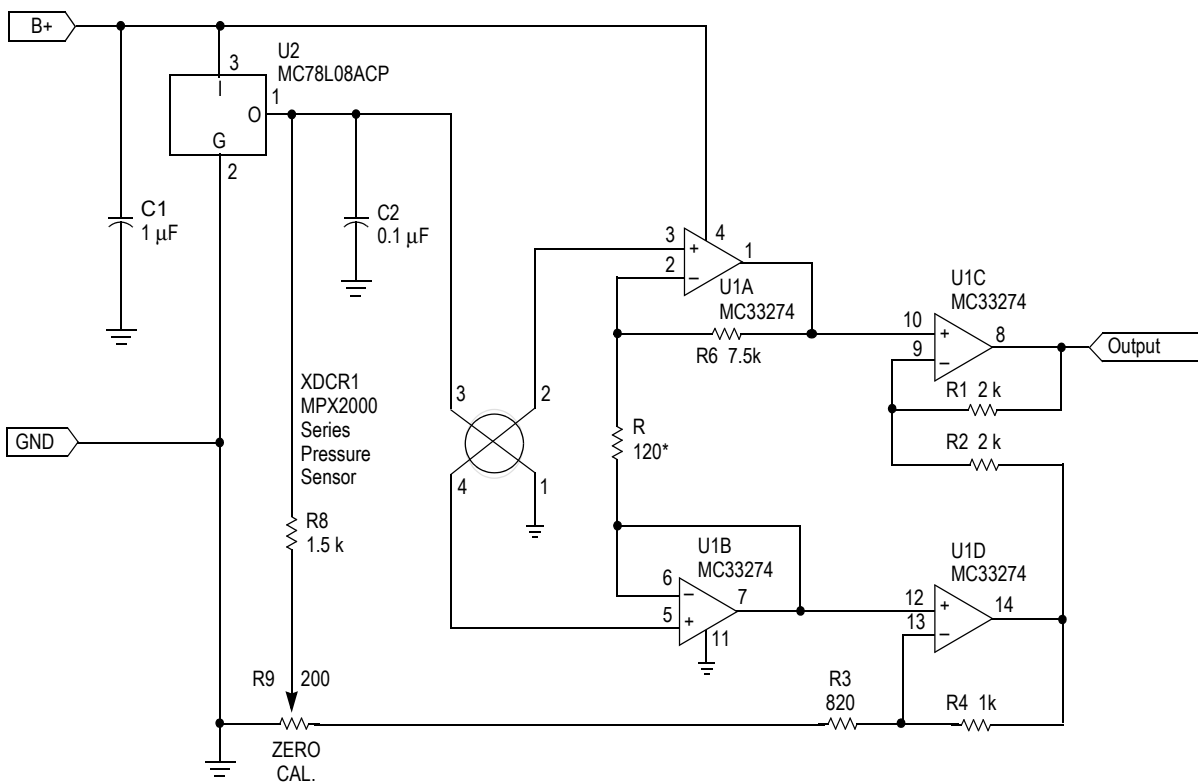 B+
U2
MC78L08ACP
3
I
1
O
G
2
C1
1 µF
C2
0.1 µF
3
4
1
2
U1A
MC33274
U1C
MC33274
10
8
9
Output
R6 7.5k
R1 2 k
XDCR1
MPX2000
Series
Pressure
Sensor
3
2
R
120*
R2 2 k
GND
4
1
R8
1.5 k
U1B
MC33274
U1D
MC33274
6
7
5
11
12
14
13
R9 200
R3
820
R4 1k
ZERO
CAL.